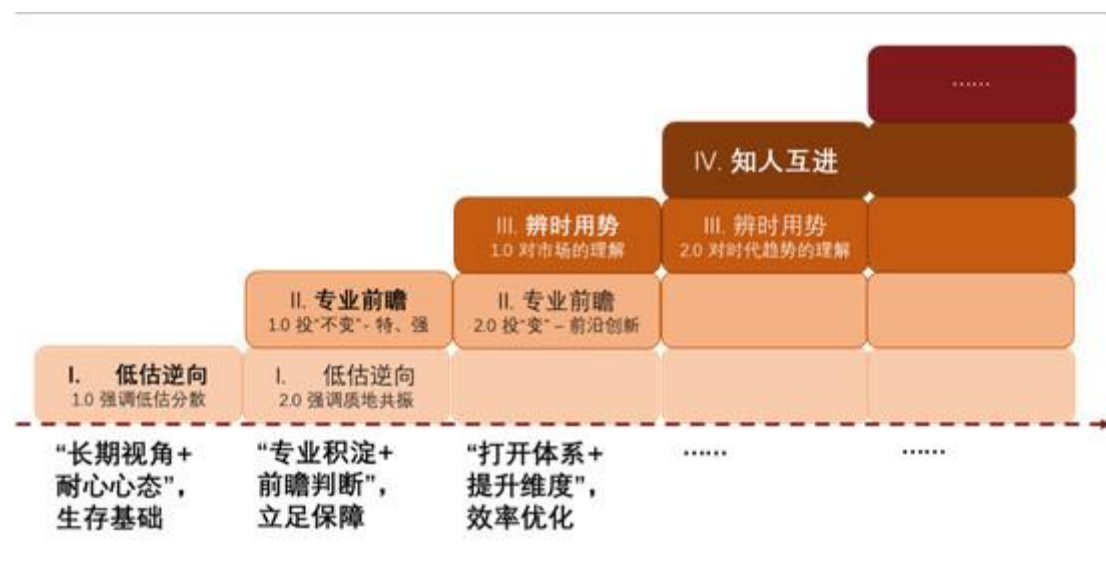 ……
IV. 知人互进
III. 辨时用势
1.0 对市场的理解
III. 辨时用势
2.0 对时代趋势的理解
II. 专业前瞻
1.0 投“不变”- 特、强
II. 专业前瞻
2.0 投“变” – 前沿创新
I. 低估逆向
1.0 强调低估分散
I. 低估逆向
2.0 强调质地共振
“长期视角+
耐心心态”，
生存基础
“专业积淀+
前瞻判断”，
立足保障
“打开体系+
提升维度”，
效率优化
……
……